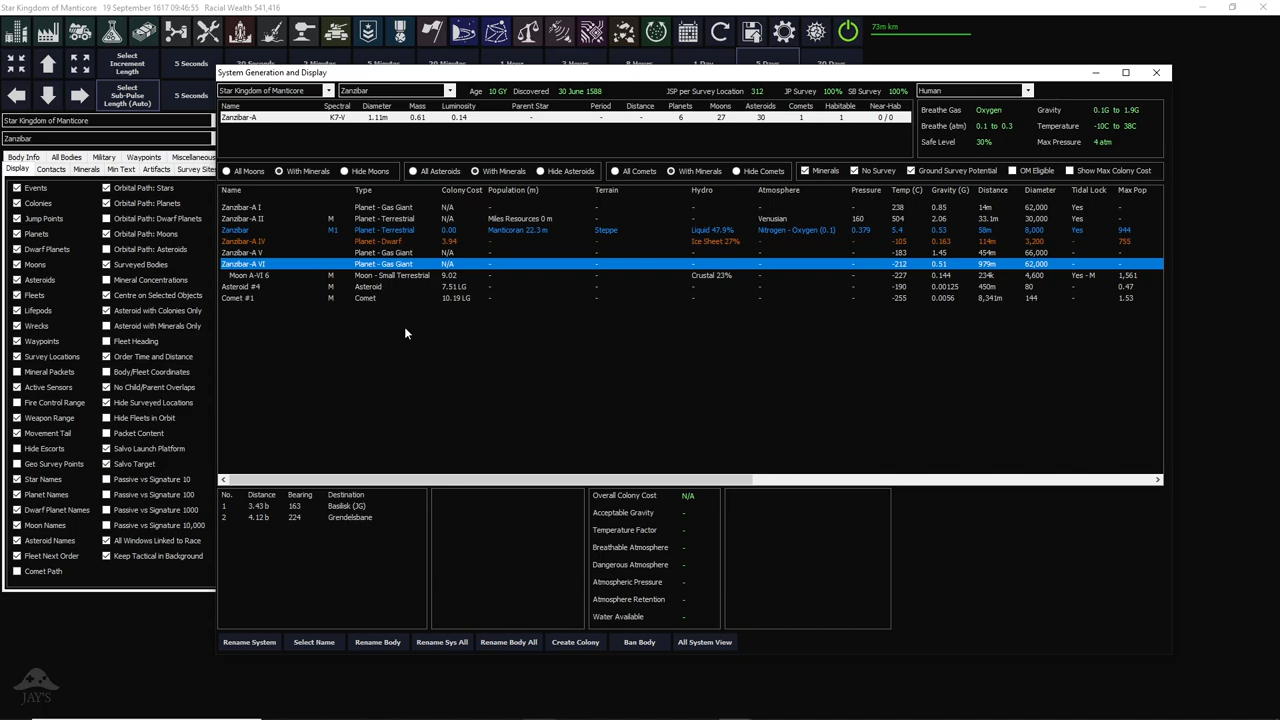 Star Kingdom of Manticore 19 September 1617 09:46:55 Racial Wealth 541,416
73m km
Select Increment Length
5 Seconds
Select Sub-Pulse Length (Auto)
5 Seconds
Star Kingdom of Manticore
Zanzibar
Body Info All Bodies Military Waypoints Miscellaneous
Display Contacts Minerals Min Text Artifacts Survey Sites
Events Orbital Path: Stars
Colonies Orbital Path: Planets
Jump Points Orbital Path: Dwarf Planets
Planets Orbital Path: Moons
Dwarf Planets Orbital Path: Asteroids
Moons Surveyed Bodies
Asteroids Mineral Concentrations
Fleets Centre on Selected Objects
Lifepods Asteroid with Colonies Only
Wrecks Asteroid with Minerals Only
Waypoints Fleet Heading
Survey Locations Order Time and Distance
Mineral Packets Body/Fleet Coordinates
Active Sensors No Child/Parent Overlaps
Fire Control Range Hide Surveyed Locations
Weapon Range Hide Fleets in Orbit
Movement Tail Packet Content
Hide Escorts Salvo Launch Platform
Geo Survey Points Salvo Target
Star Names Passive vs Signature 10
Planet Names Passive vs Signature 100
Dwarf Planet Names Passive vs Signature 1000
Moon Names Passive vs Signature 10,000
Asteroid Names All Windows Linked to Race
Fleet Next Order Keep Tactical in Background
Comet Path
JAY'S
System Generation and Display
Star Kingdom of Manticore Zanzibar Age 10 GY Discovered 30 June 1588 JSP per Survey Location 312 JP Survey 100% SB Survey 100% Human
Name Spectral Diameter Mass Luminosity Parent Star Period Distance Planets Moons Asteroids Comets Habitable Near-Hab
Zanzibar-A K7-V 1.11m 0.61 0.14 - - - 6 27 30 1 1 0 / 0
Breathe Gas Oxygen Gravity 0.1G to 1.9G
Breathe (atm) 0.1 to 0.3 Temperature -10C to 38C
Safe Level 30% Max Pressure 4 atm
All Moons With Minerals Hide Moons All Asteroids With Minerals Hide Asteroids All Comets With Minerals Hide Comets Minerals No Survey Ground Survey Potential OM Eligible Show Max Colony Cost
Name Type Colony Cost Population (m) Terrain Hydro Atmosphere Pressure Temp (C) Gravity (G) Distance Diameter Tidal Lock Max Pop
Zanzibar-A I Planet - Gas Giant N/A - - - - - 238 0.85 14m 62,000 Yes -
Zanzibar-A II M Planet - Terrestrial N/A Miles Resources 0 m - - Venusian 160 504 2.06 33.1m 30,000 Yes -
Zanzibar M1 Planet - Terrestrial 0.00 Manticoran 22.3 m Steppe Liquid 47.9% Nitrogen - Oxygen (0.1) 0.379 5.4 0.53 58m 8,000 Yes 944
Zanzibar-A IV Planet - Dwarf 3.94 - - Ice Sheet 27% - - -105 0.163 114m 3,200 - 755
Zanzibar-A V Planet - Gas Giant N/A - - - - - -183 1.45 454m 66,000 - -
Zanzibar-A VI Planet - Gas Giant N/A - - - - - -212 0.51 979m 62,000 - -
Moon A-VI 6 M Moon - Small Terrestrial 9.02 - - Crustal 23% - - -227 0.144 234k 4,600 Yes - M 1,561
Asteroid #4 M Asteroid 7.51 LG - - - - - -190 0.00125 450m 80 - 0.47
Comet #1 M Comet 10.19 LG - - - - - -255 0.0056 8,341m 144 - 1.53
No. Distance Bearing Destination
1 3.43 b 163 Basilisk (JG)
2 4.12 b 224 Grendelsbane
Overall Colony Cost N/A
Acceptable Gravity -
Temperature Factor -
Breathable Atmosphere -
Dangerous Atmosphere -
Atmospheric Pressure -
Atmosphere Retention -
Water Available -
Rename System Select Name Rename Body Rename Sys All Rename Body All Create Colony Ban Body All System View